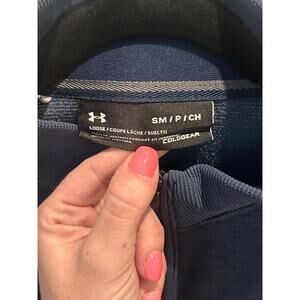 SM / P / CH
LOOSE / COUPE LÂCHE / SUELTO
COLDGEAR